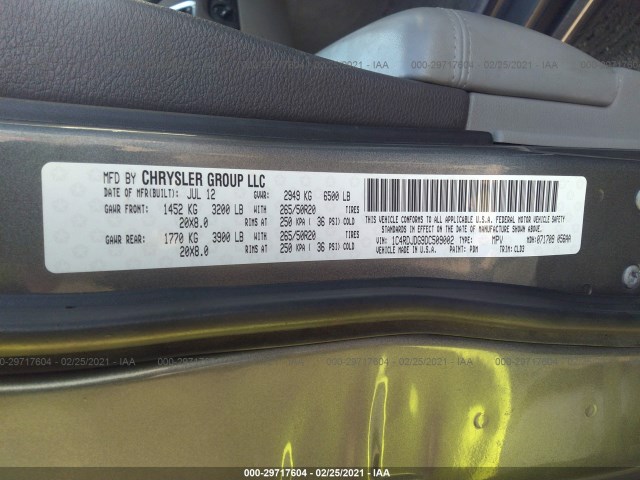 000-29717604 - 02/25/2021 - IAA
MFD BY CHRYSLER GROUP LLC
DATE OF MFR(BUILT): JUL 12 GVWR: 2949 KG 6500 LB
GAWR FRONT: 1452 KG 3200 LB WITH 265/50R20 TIRES
20X8.0 RIMS AT 250 KPA ( 36 PSI) COLD
GAWR REAR: 1770 KG 3900 LB WITH 265/50R20 TIRES
20X8.0 RIMS AT 250 KPA ( 36 PSI) COLD
THIS VEHICLE CONFORMS TO ALL APPLICABLE U.S.A. FEDERAL MOTOR VEHICLE SAFETY
STANDARDS IN EFFECT ON THE DATE OF MANUFACTURE SHOWN ABOVE.
VIN: 1C4RDJDG9DC509002 TYPE: MPV MDH: 071709 056AA
VEHICLE MADE IN U.S.A. PAINT: PDM TRIM: CLD3
000-29717604 - 02/25/2021 - IAA
000-29717604 - 02/25/2021 - IAA